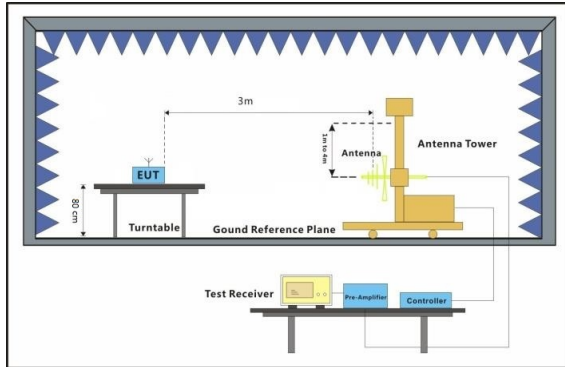 3m
1m to 4m
Antenna
Antenna Tower
EUT
80 cm
Turntable
Gound Reference Plane
Test Receiver
Pre-Amplifier
Controller